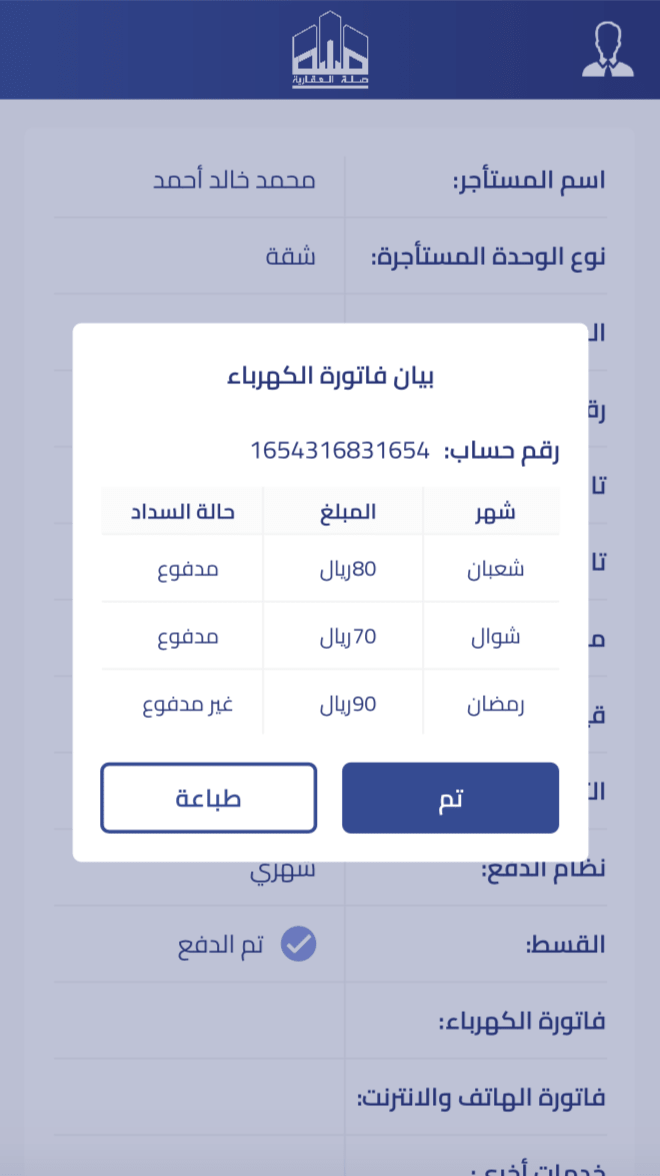 صلة العقارية
اسم المستأجر: محمد خالد أحمد
نوع الوحدة المستأجرة: شقة
بيان فاتورة الكهرباء
رقم حساب: 1654316831654
شهر المبلغ حالة السداد
شعبان 80ريال مدفوع
شوال 70ريال مدفوع
رمضان 90ريال غير مدفوع
تم طباعة
نظام الدفع: شهري
القسط: تم الدفع
فاتورة الكهرباء:
فاتورة الهاتف والانترنت:
خدمات أخرى: